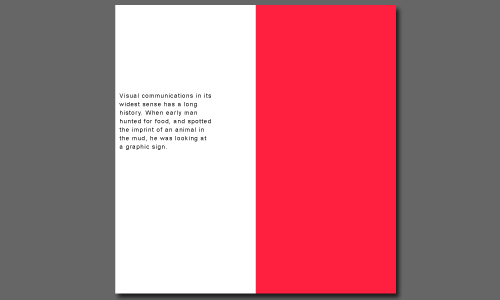 Visual communications in its
widest sense has a long
history. When early man
hunted for food, and spotted
the imprint of an animal in
the mud, he was looking at
a graphic sign.